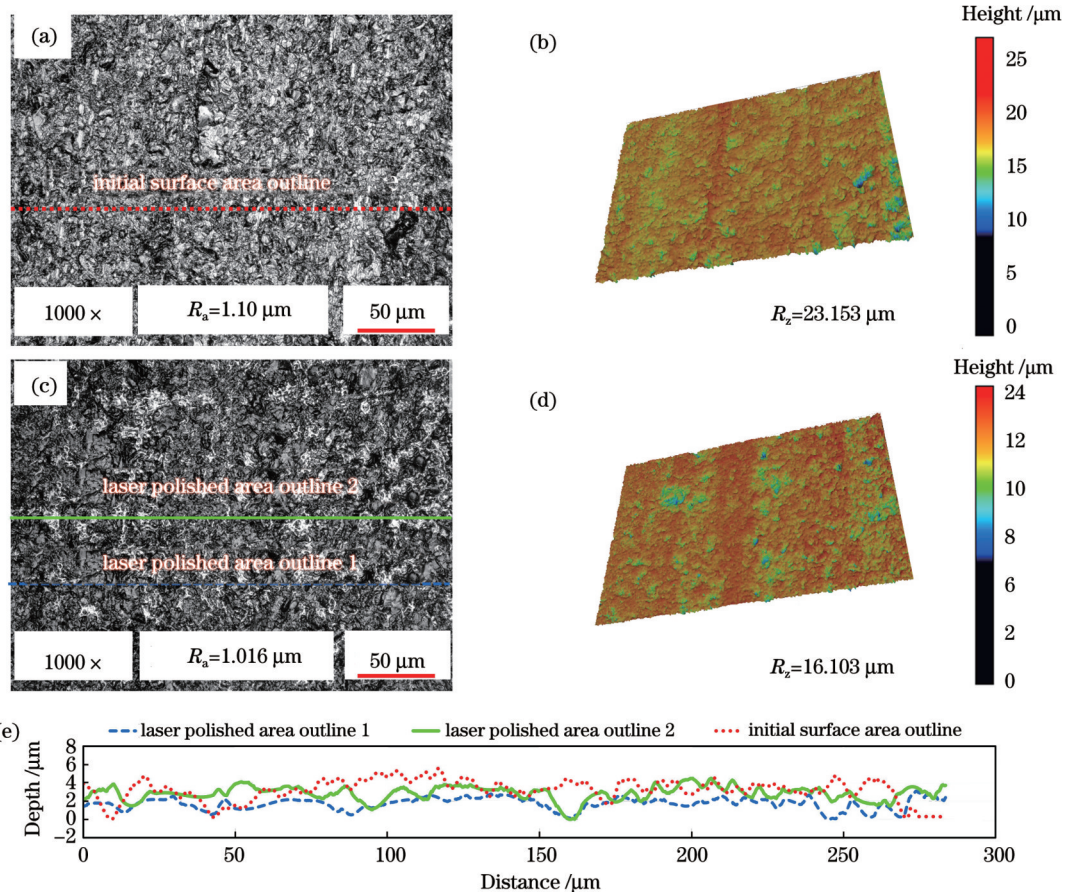 (a)
initial surface area outline
1000 ×
Rₐ=1.10 μm
50 μm
(b)
Height /μm
25
20
15
10
5
0
R_z=23.153 μm
(c)
laser polished area outline 2
laser polished area outline 1
1000 ×
Rₐ=1.016 μm
50 μm
(d)
Height /μm
24
12
10
8
6
2
0
R_z=16.103 μm
(e)
laser polished area outline 1 laser polished area outline 2 initial surface area outline
Depth /μm
8
6
4
2
0
−2
0 50 100 150 200 250 300
Distance /μm